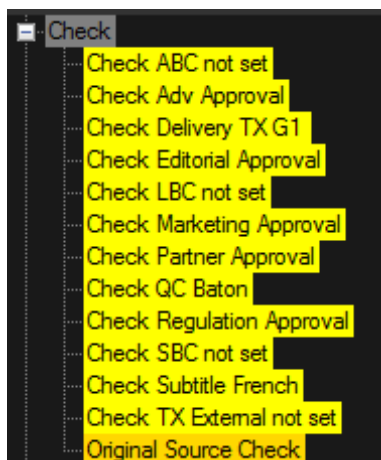 Check
Check ABC not set
Check Adv Approval
Check Delivery TX G1
Check Editorial Approval
Check LBC not set
Check Marketing Approval
Check Partner Approval
Check QC Baton
Check Regulation Approval
Check SBC not set
Check Subtitle French
Check TX External not set
Original Source Check